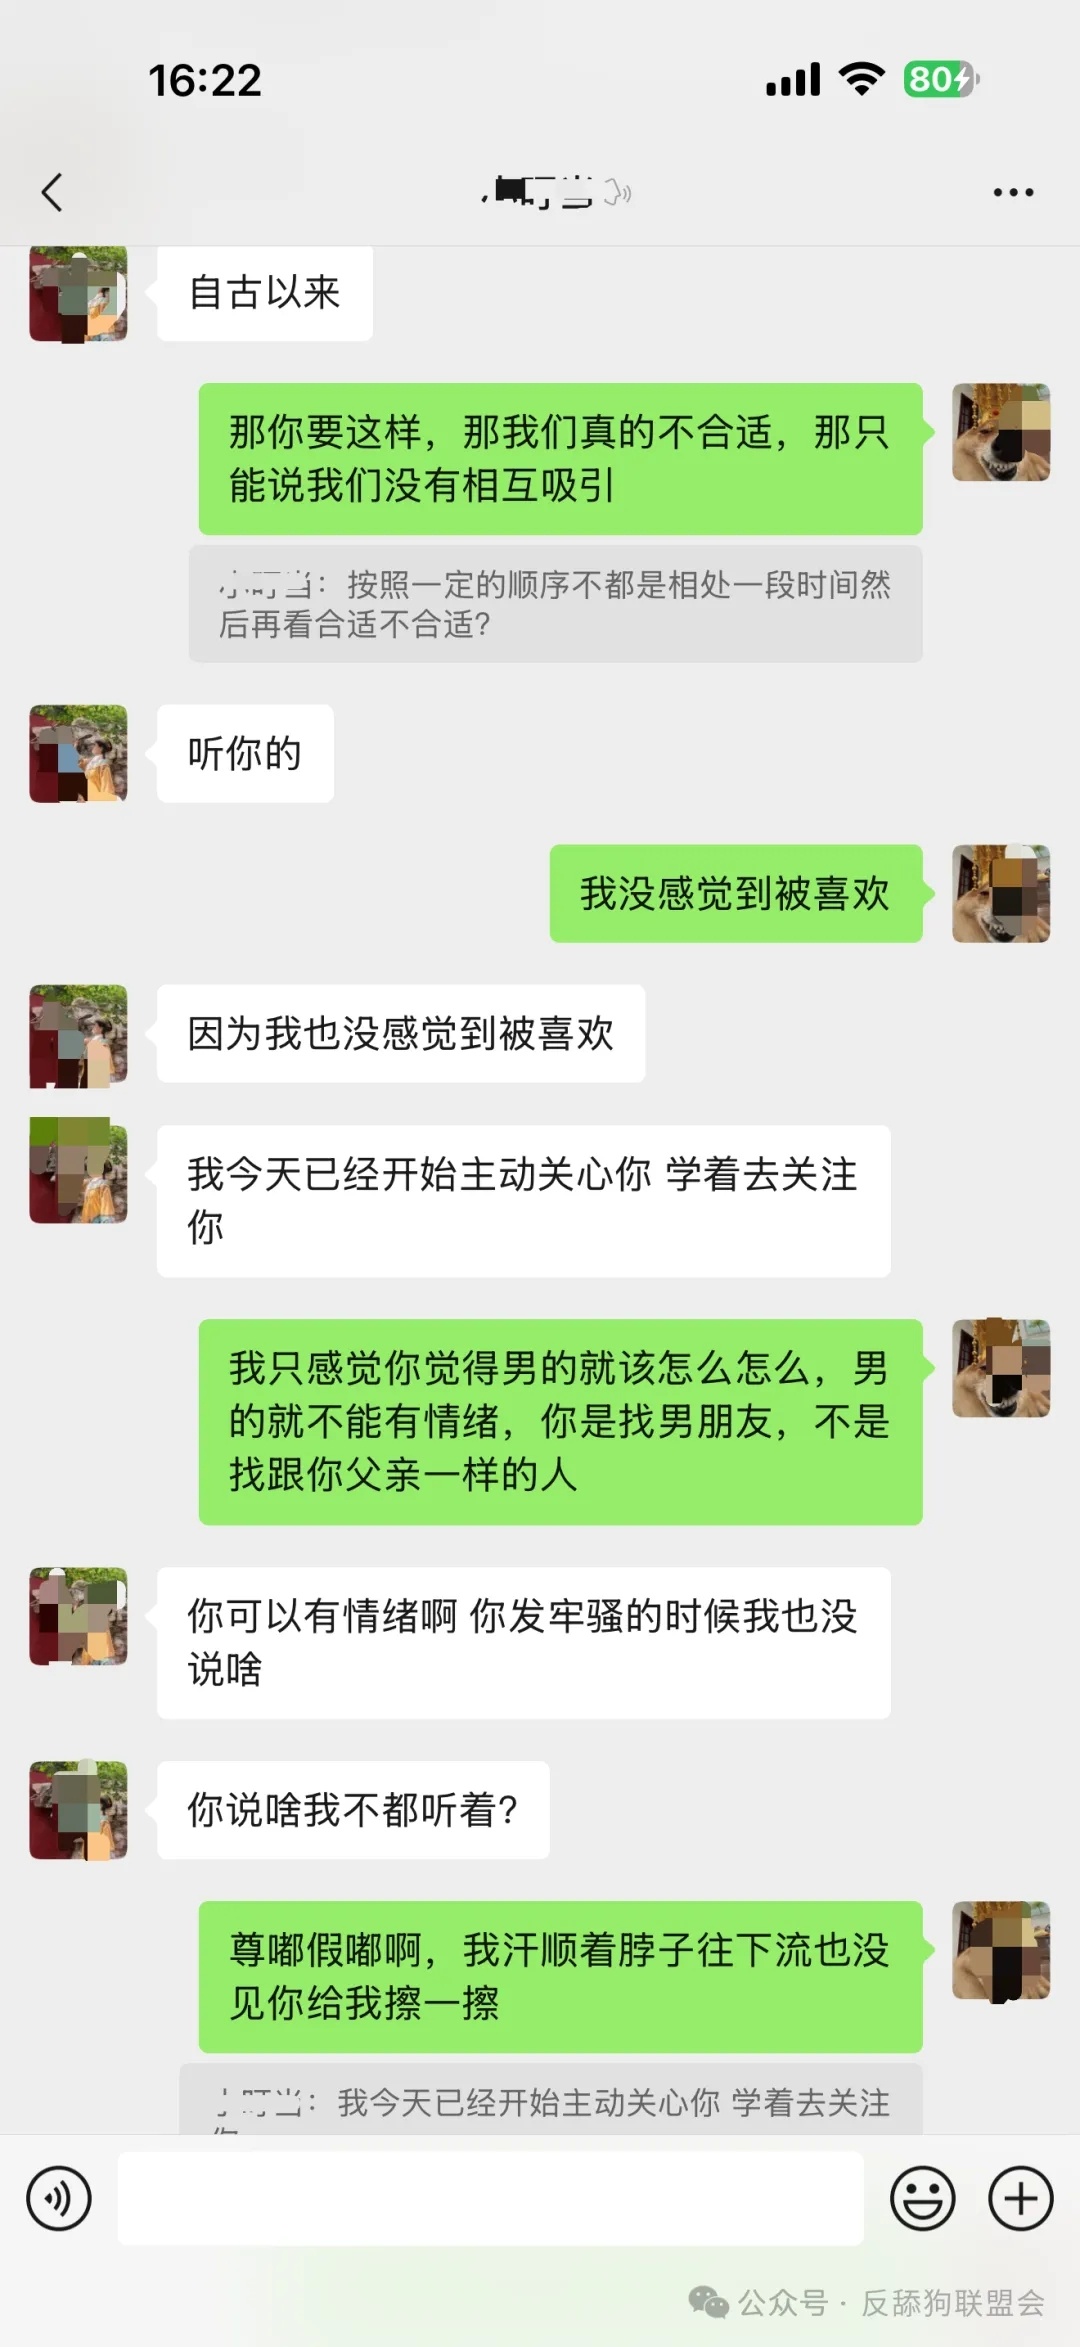 16:22
80
自古以来
那你要这样，那我们真的不合适，那只
能说我们没有相互吸引
：按照一定的顺序不都是相处一段时间然
后再看合适不合适？
听你的
我没感觉到被喜欢
因为我也没感觉到被喜欢
我今天已经开始主动关心你 学着去关注
你
我只感觉你觉得男的就该怎么怎么，男
的就不能有情绪，你是找男朋友，不是
找跟你父亲一样的人
你可以有情绪啊 你发牢骚的时候我也没
说啥
你说啥我不都听着？
尊嘟假嘟啊，我汗顺着脖子往下流也没
见你给我擦一擦
：我今天已经开始主动关心你 学着去关注
公众号 · 反舔狗联盟会